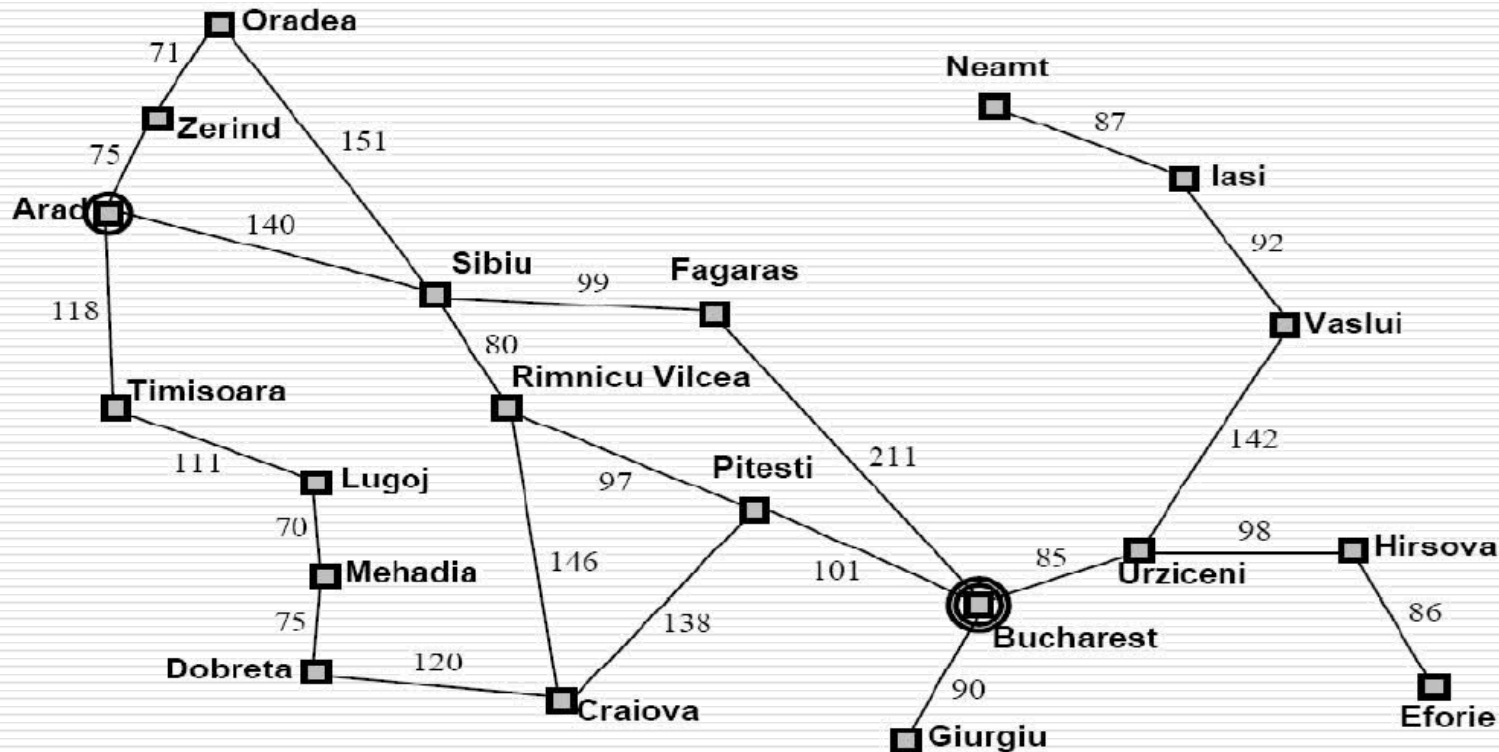 Oradea
71
Neamt
87
Zerind
151
75
Iasi
Arad
140
92
Sibiu
99
Fagaras
118
Vaslui
80
Timisoara
Rimnicu Vilcea
142
111
Lugoj
97
Pitesti
211
70
98
Hirsova
146
101
85
Urziceni
Mehadia
86
75
138
Bucharest
Dobreta
120
90
Craiova
Eforie
Giurgiu